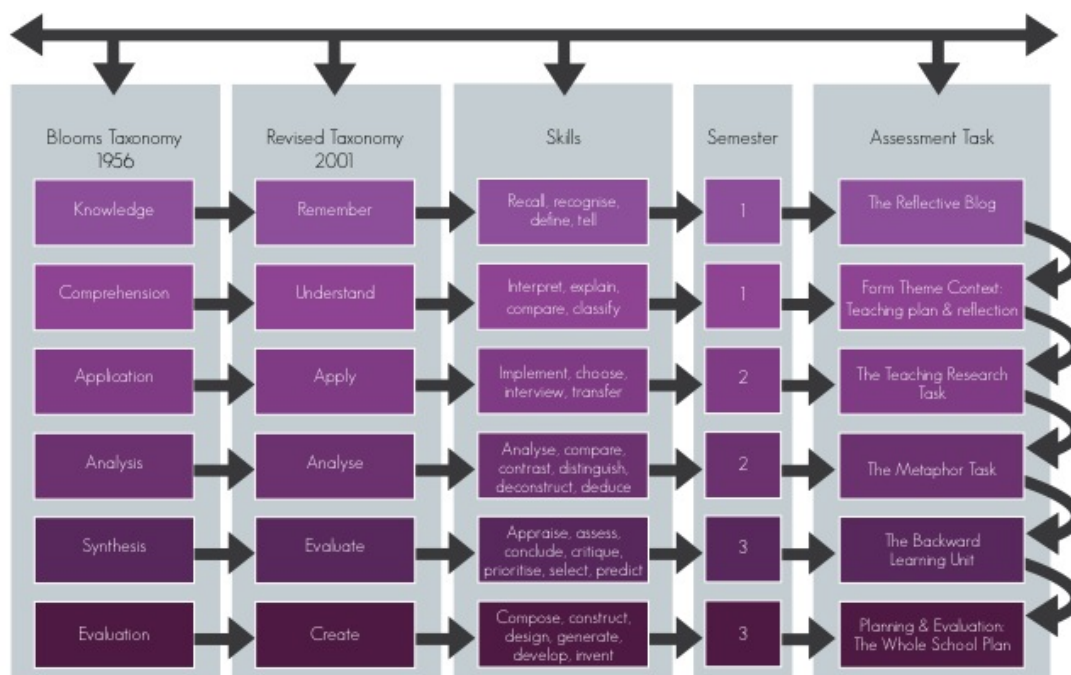 Blooms Taxonomy
1956
Revised Taxonomy
2001
Skills
Semester
Assessment Task
Knowledge
Remember
Recall, recognise,
define, tell
1
The Reflective Blog
Comprehension
Understand
Interpret, explain,
compare, classify
1
Form Theme Context:
Teaching plan & reflection
Application
Apply
Implement, choose,
interview, transfer
2
The Teaching Research
Task
Analysis
Analyse
Analyse, compare,
contrast, distinguish,
deconstruct, deduce
2
The Metaphor Task
Synthesis
Evaluate
Appraise, assess,
conclude, critique,
prioritise, select, predict
3
The Backward
Learning Unit
Evaluation
Create
Compose, construct,
design, generate,
develop, invent
3
Planning & Evaluation:
The Whole School Plan